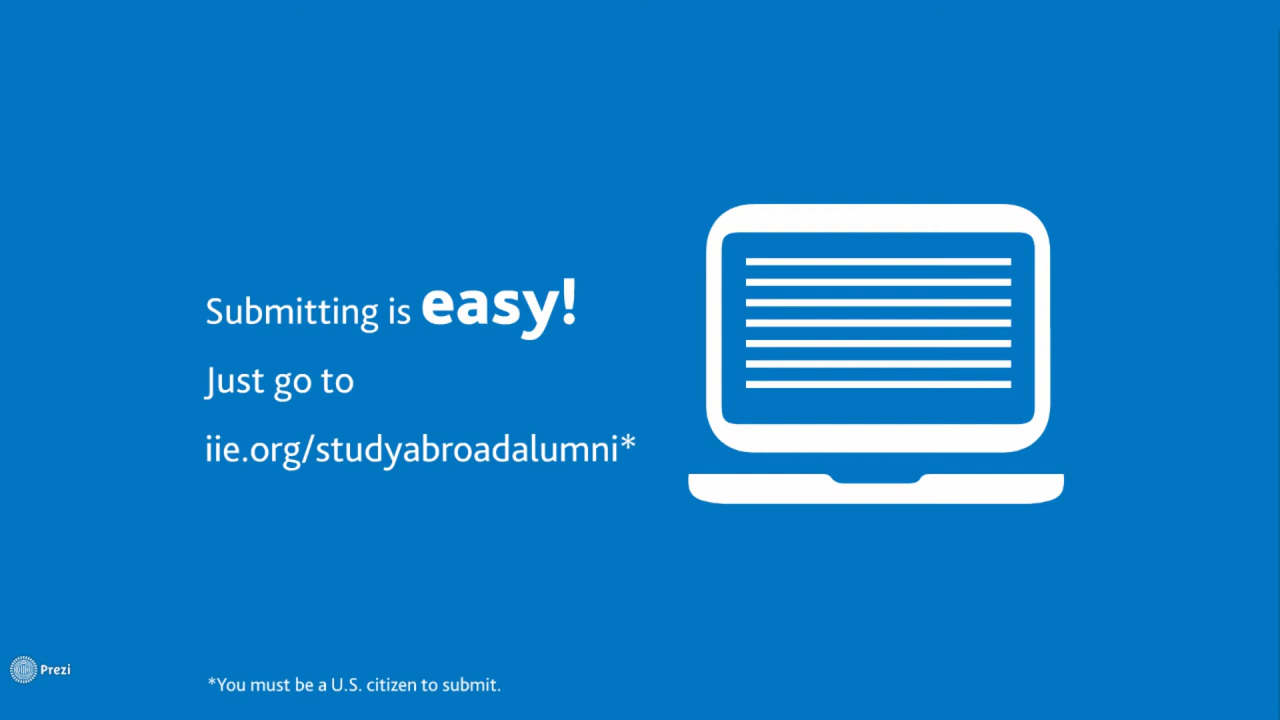 Submitting is easy!
Just go to
iie.org/studyabroadalumni*
Prezi
*You must be a U.S. citizen to submit.